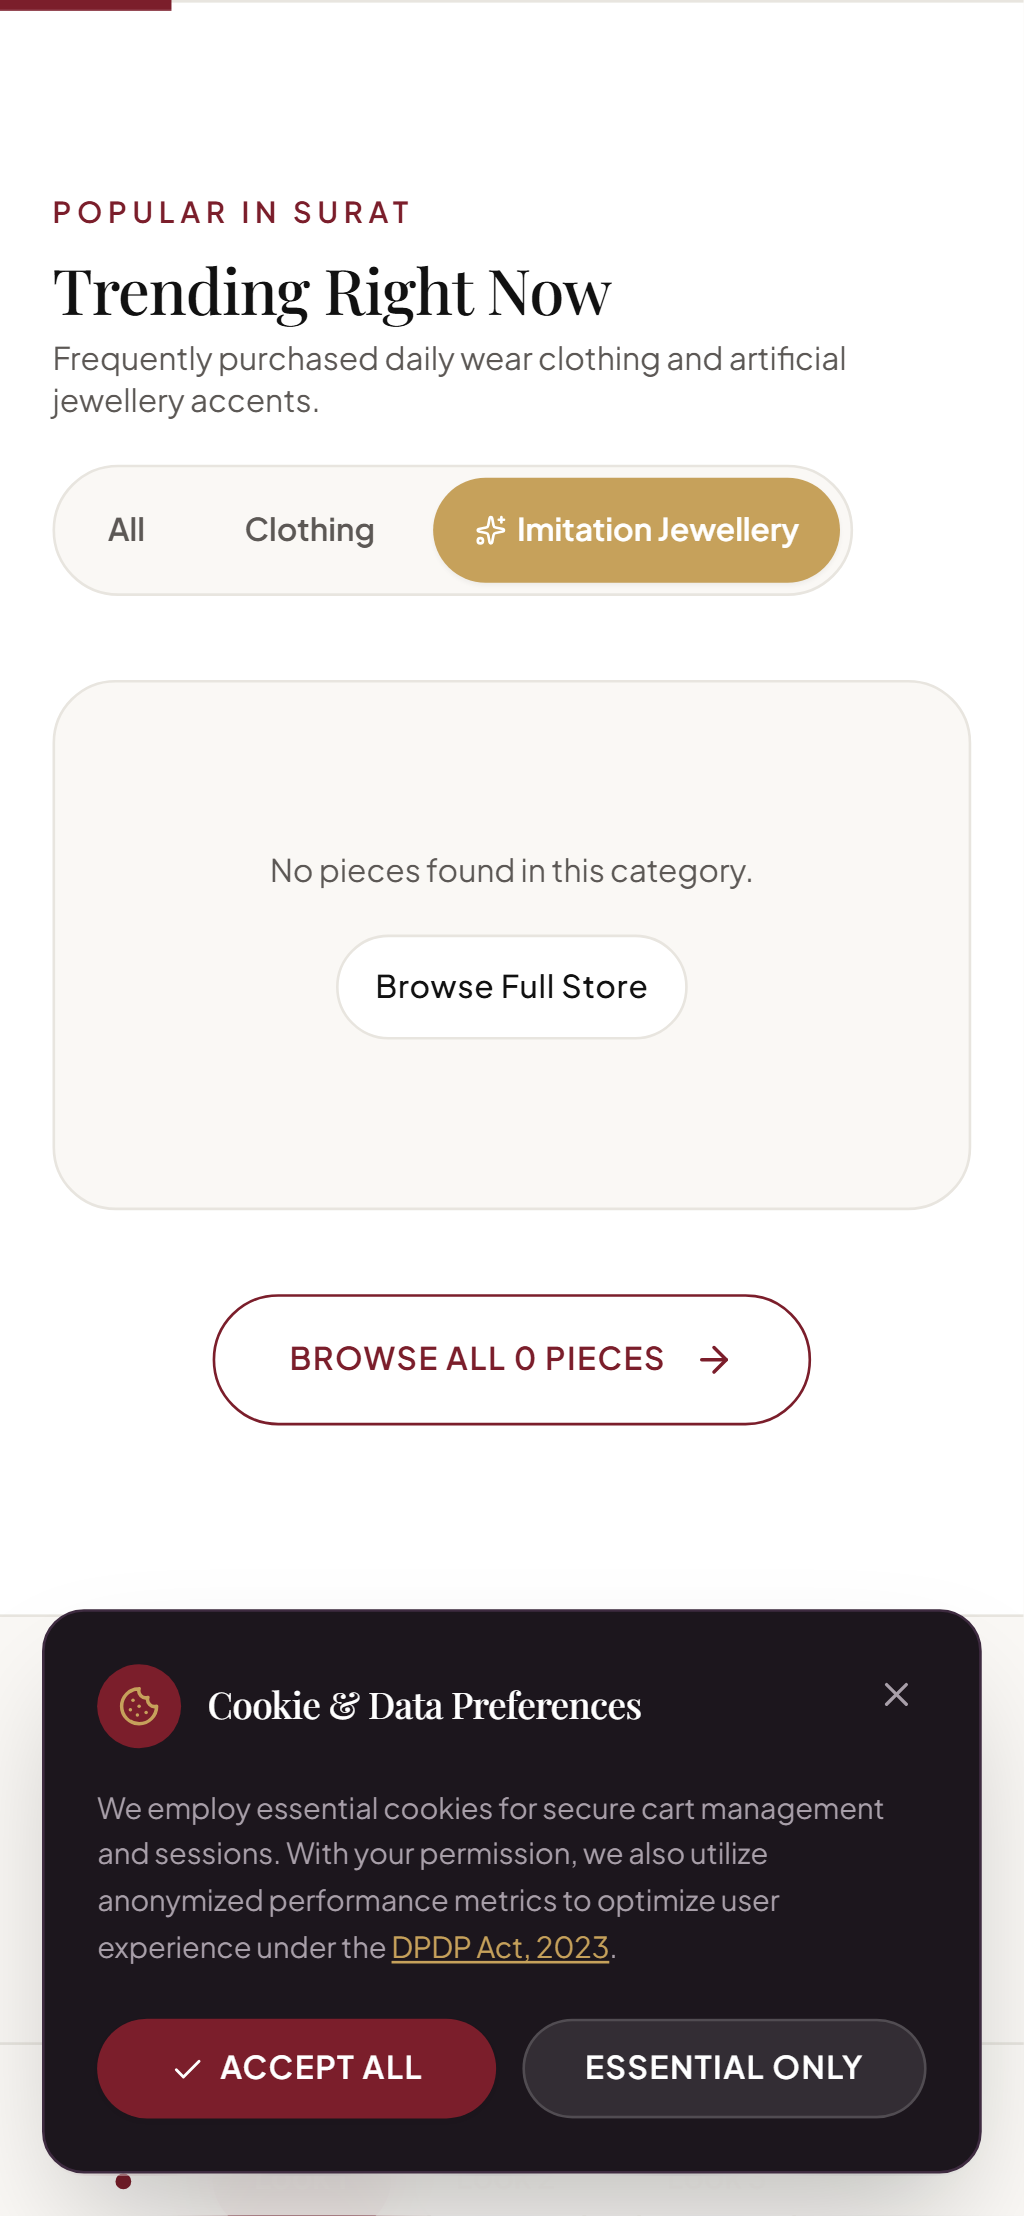 POPULAR IN SURAT
Trending Right Now
Frequently purchased daily wear clothing and artificial
jewellery accents.
All
Clothing
Imitation Jewellery
No pieces found in this category.
Browse Full Store
BROWSE ALL 0 PIECES
Cookie & Data Preferences
We employ essential cookies for secure cart management
and sessions. With your permission, we also utilize
anonymized performance metrics to optimize user
experience under the DPDP Act, 2023.
ACCEPT ALL
ESSENTIAL ONLY